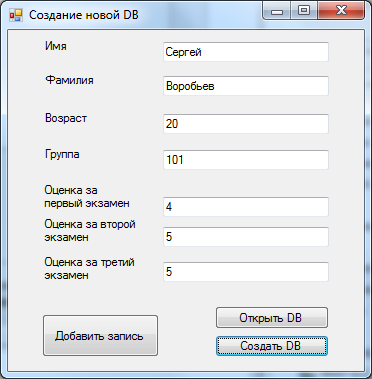 Создание новой DB
Имя
Сергей
Фамилия
Воробьев
Возраст
20
Группа
101
Оценка за
первый экзамен
4
Оценка за второй
экзамен
5
Оценка за третий
экзамен
5
Открыть DB
Добавить запись
Создать DB